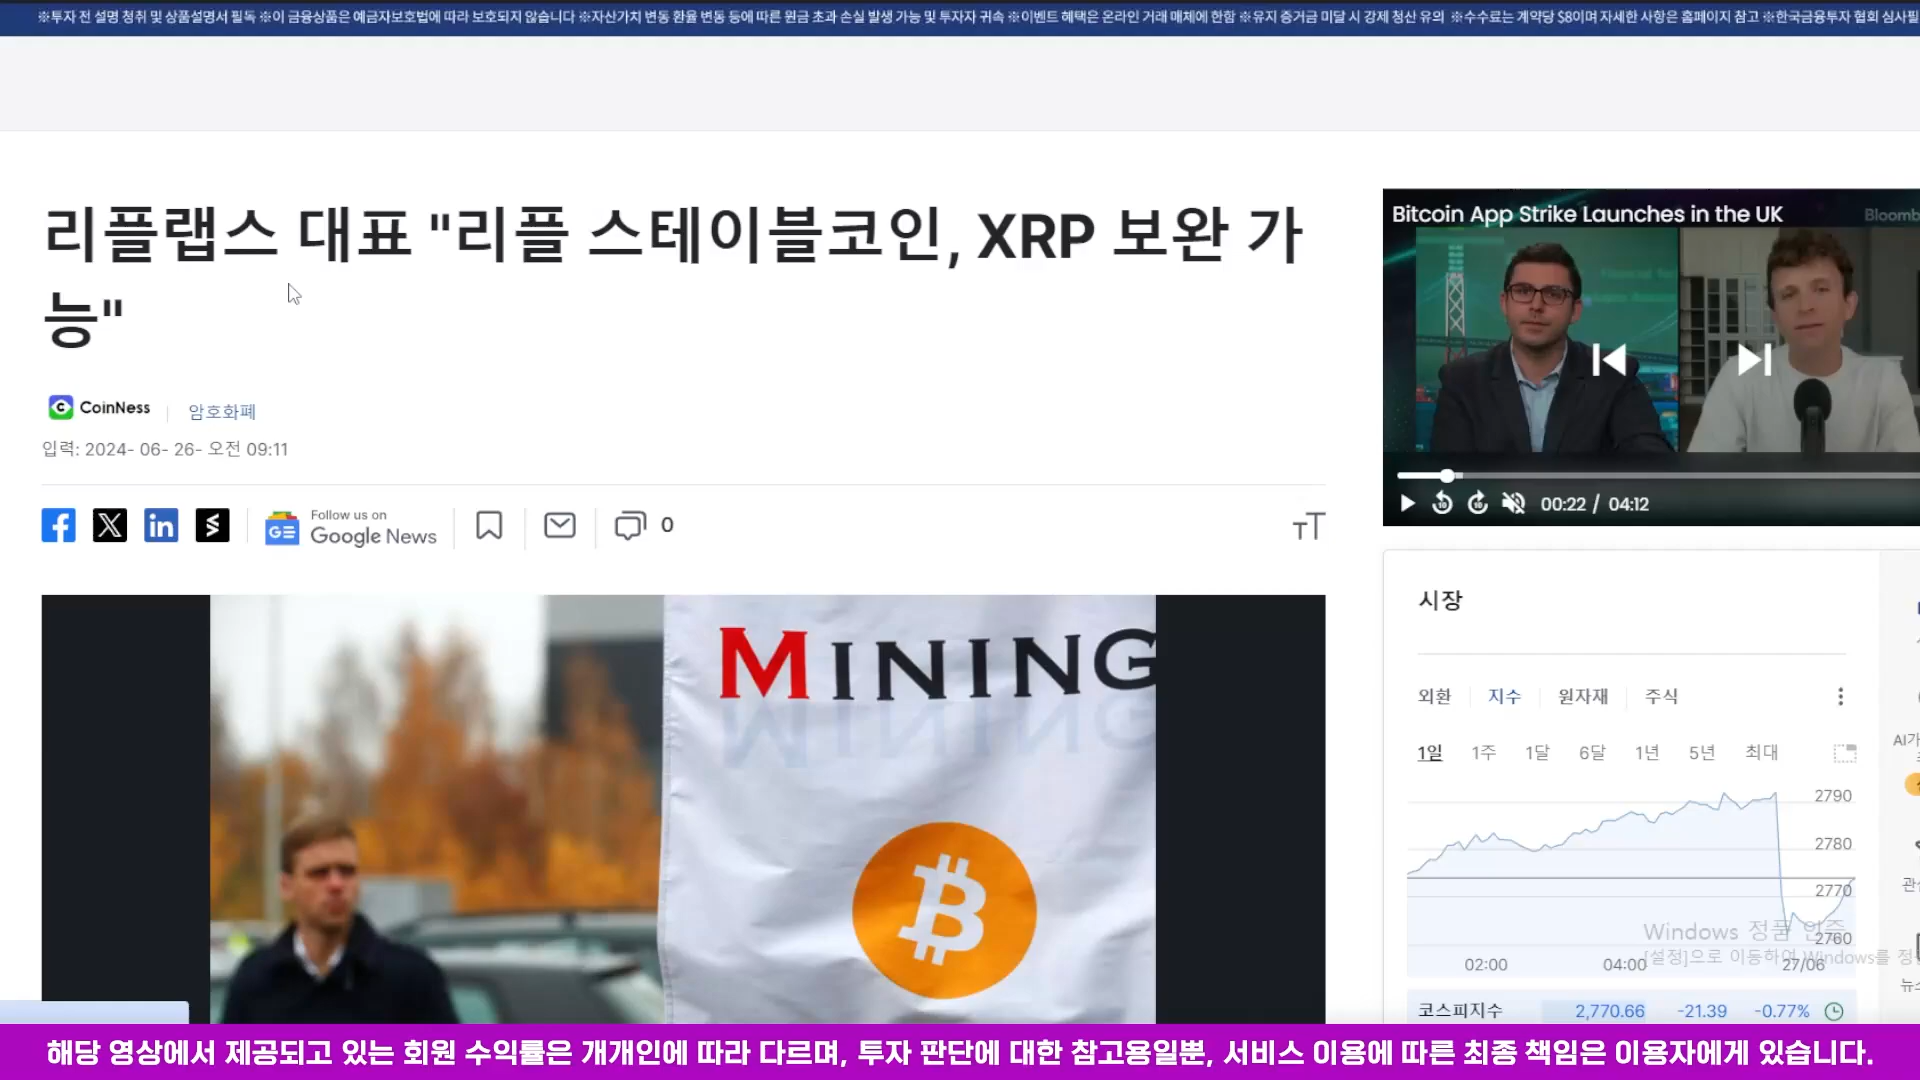 ※투자 전 설명 청취 및 상품설명서 필독 ※이 금융상품은 예금자보호법에 따라 보호되지 않습니다 ※자산가치 변동 환율 변동 등에 따른 원금 초과 손실 발생 가능 및 투자자 귀속 ※이벤트 혜택은 온라인 거래 매체에 한함 ※유지 증거금 미달 시 강제 청산 유의 ※수수료는 계약당 $8이며 자세한 사항은 홈페이지 참고 ※한국금융투자 협회 심사필
리플랩스 대표 "리플 스테이블코인, XRP 보완 가
능"
CoinNess
암호화폐
입력: 2024- 06- 26- 오전 09:11
Follow us on
Google News
0
TT
MINING
Bitcoin App Strike Launches in the UK
00:22 / 04:12
시장
외환 지수 원자재 주식
1일 1주 1달 6달 1년 5년 최대
2790
2780
2770
2760
02:00 04:00 27/06
Windows 정품 인증
[설정]으로 이동하여 Windows를
코스피지수 2,770.66 -21.39 -0.77%
해당 영상에서 제공되고 있는 회원 수익률은 개개인에 따라 다르며, 투자 판단에 대한 참고용일뿐, 서비스 이용에 따른 최종 책임은 이용자에게 있습니다.